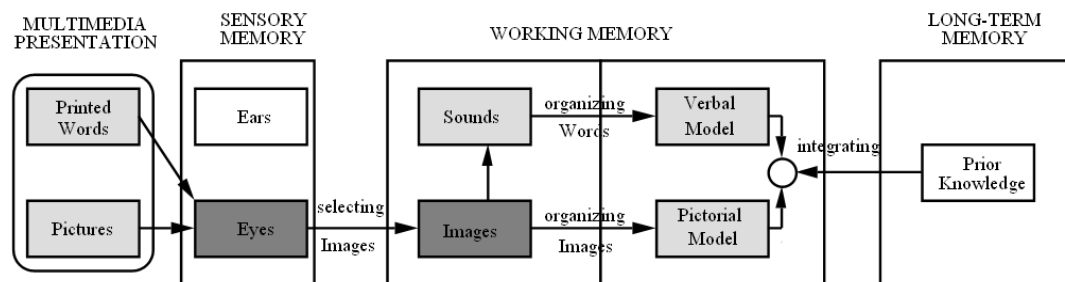 MULTIMEDIA
PRESENTATION
SENSORY
MEMORY
WORKING MEMORY
LONG-TERM
MEMORY
Printed
Words
Ears
Sounds
organizing
Words
Verbal
Model
integrating
Prior
Knowledge
Pictures
Eyes
selecting
Images
Images
organizing
Images
Pictorial
Model